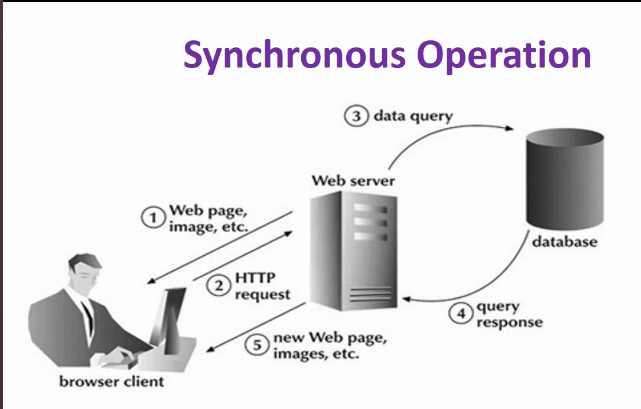 Synchronous Operation
3 data query
Web server
1 Web page,
image, etc.
database
2 HTTP
request
4 query
response
5 new Web page,
images, etc.
browser client